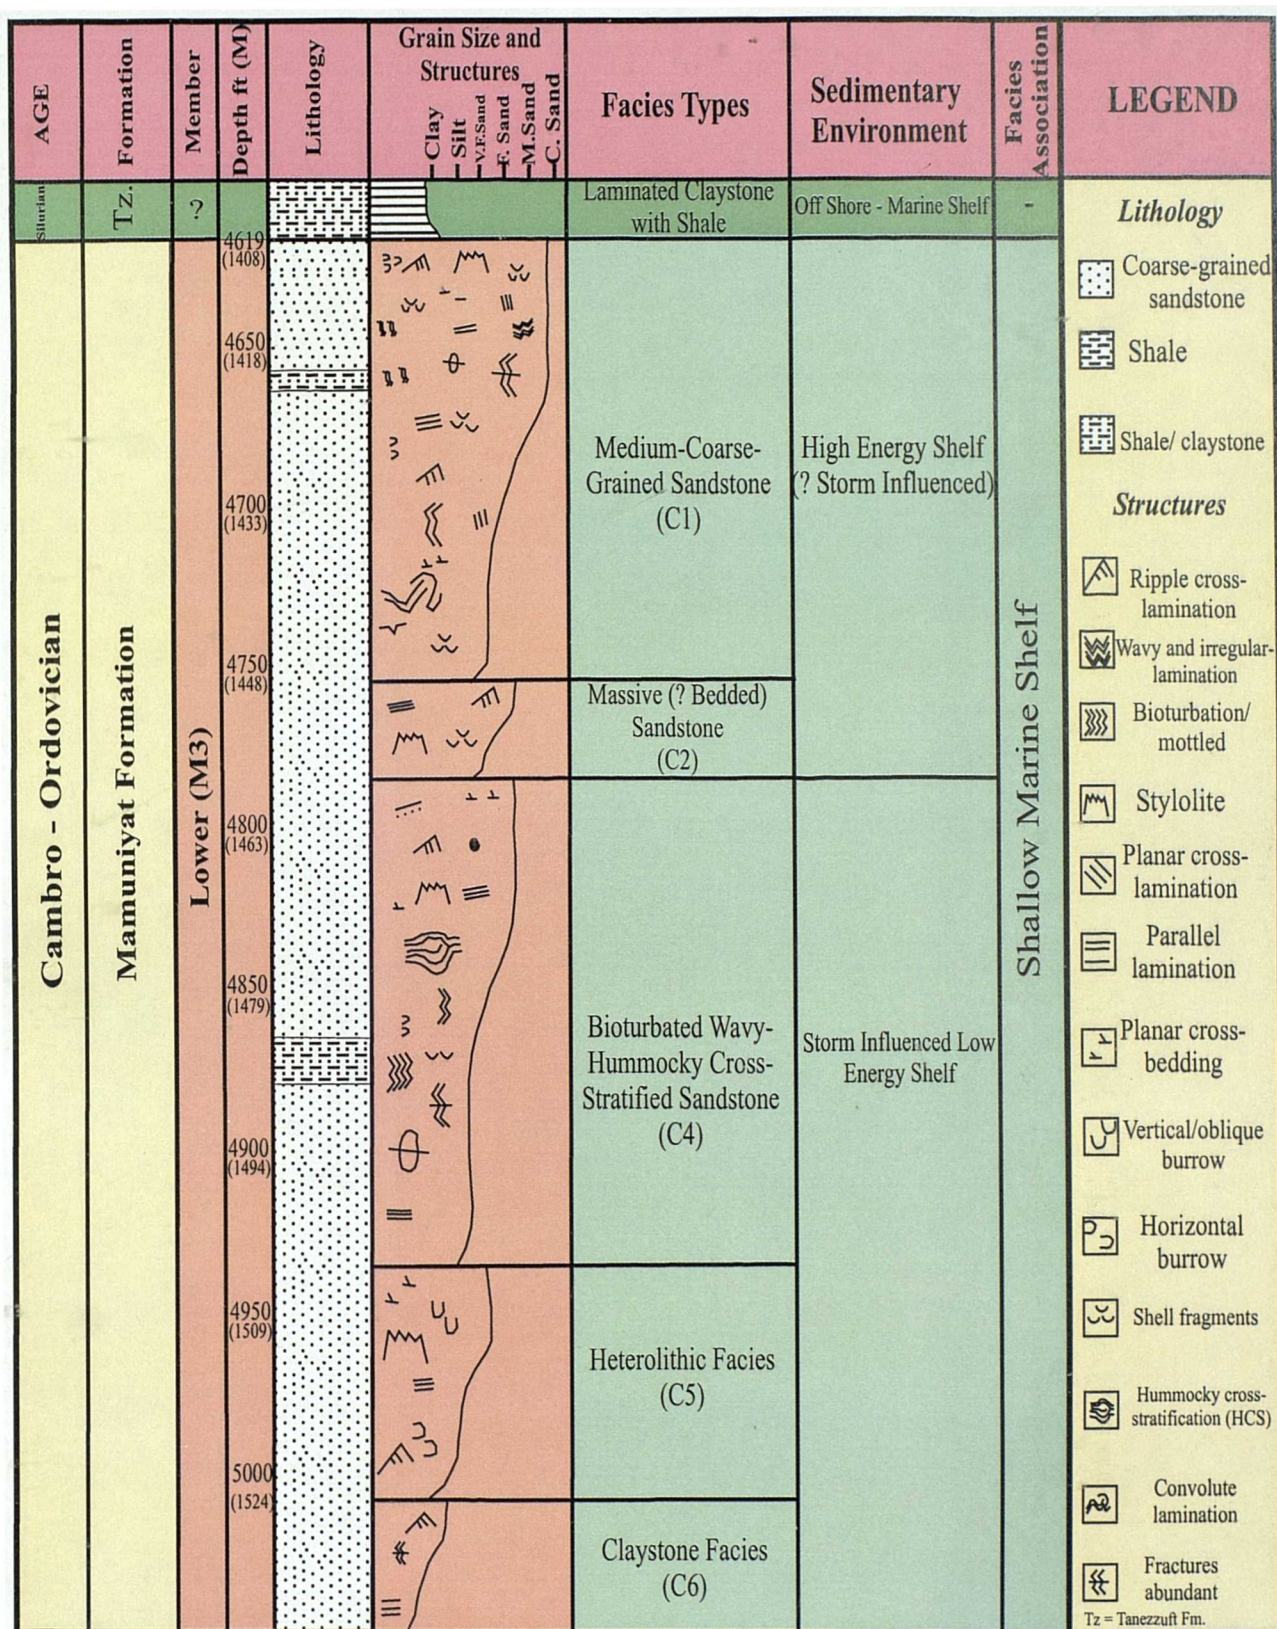 AGE
Formation
Member
Depth ft (M)
Lithology
Grain Size and
Structures
Clay
Silt
V.F.Sand
F. Sand
M.Sand
C. Sand
Facies Types
Sedimentary
Environment
Facies
Association
LEGEND
Silurian
Tz.
?
Laminated Claystone
with Shale
Off Shore - Marine Shelf
-
4619
(1408)
4650
(1418)
4700
(1433)
4750
(1448)
4800
(1463)
4850
(1479)
4900
(1494)
4950
(1509)
5000
(1524)
Cambro - Ordovician
Mamuniyat Formation
Lower (M3)
Medium-Coarse-
Grained Sandstone
(C1)
High Energy Shelf
(? Storm Influenced)
Massive (? Bedded)
Sandstone
(C2)
Bioturbated Wavy-
Hummocky Cross-
Stratified Sandstone
(C4)
Storm Influenced Low
Energy Shelf
Heterolithic Facies
(C5)
Claystone Facies
(C6)
Shallow Marine Shelf
Lithology
Coarse-grained
sandstone
Shale
Shale/ claystone
Structures
Ripple cross-
lamination
Wavy and irregular-
lamination
Bioturbation/
mottled
Stylolite
Planar cross-
lamination
Parallel
lamination
Planar cross-
bedding
Vertical/oblique
burrow
Horizontal
burrow
Shell fragments
Hummocky cross-
stratification (HCS)
Convolute
lamination
Fractures
abundant
Tz = Tanezzuft Fm.